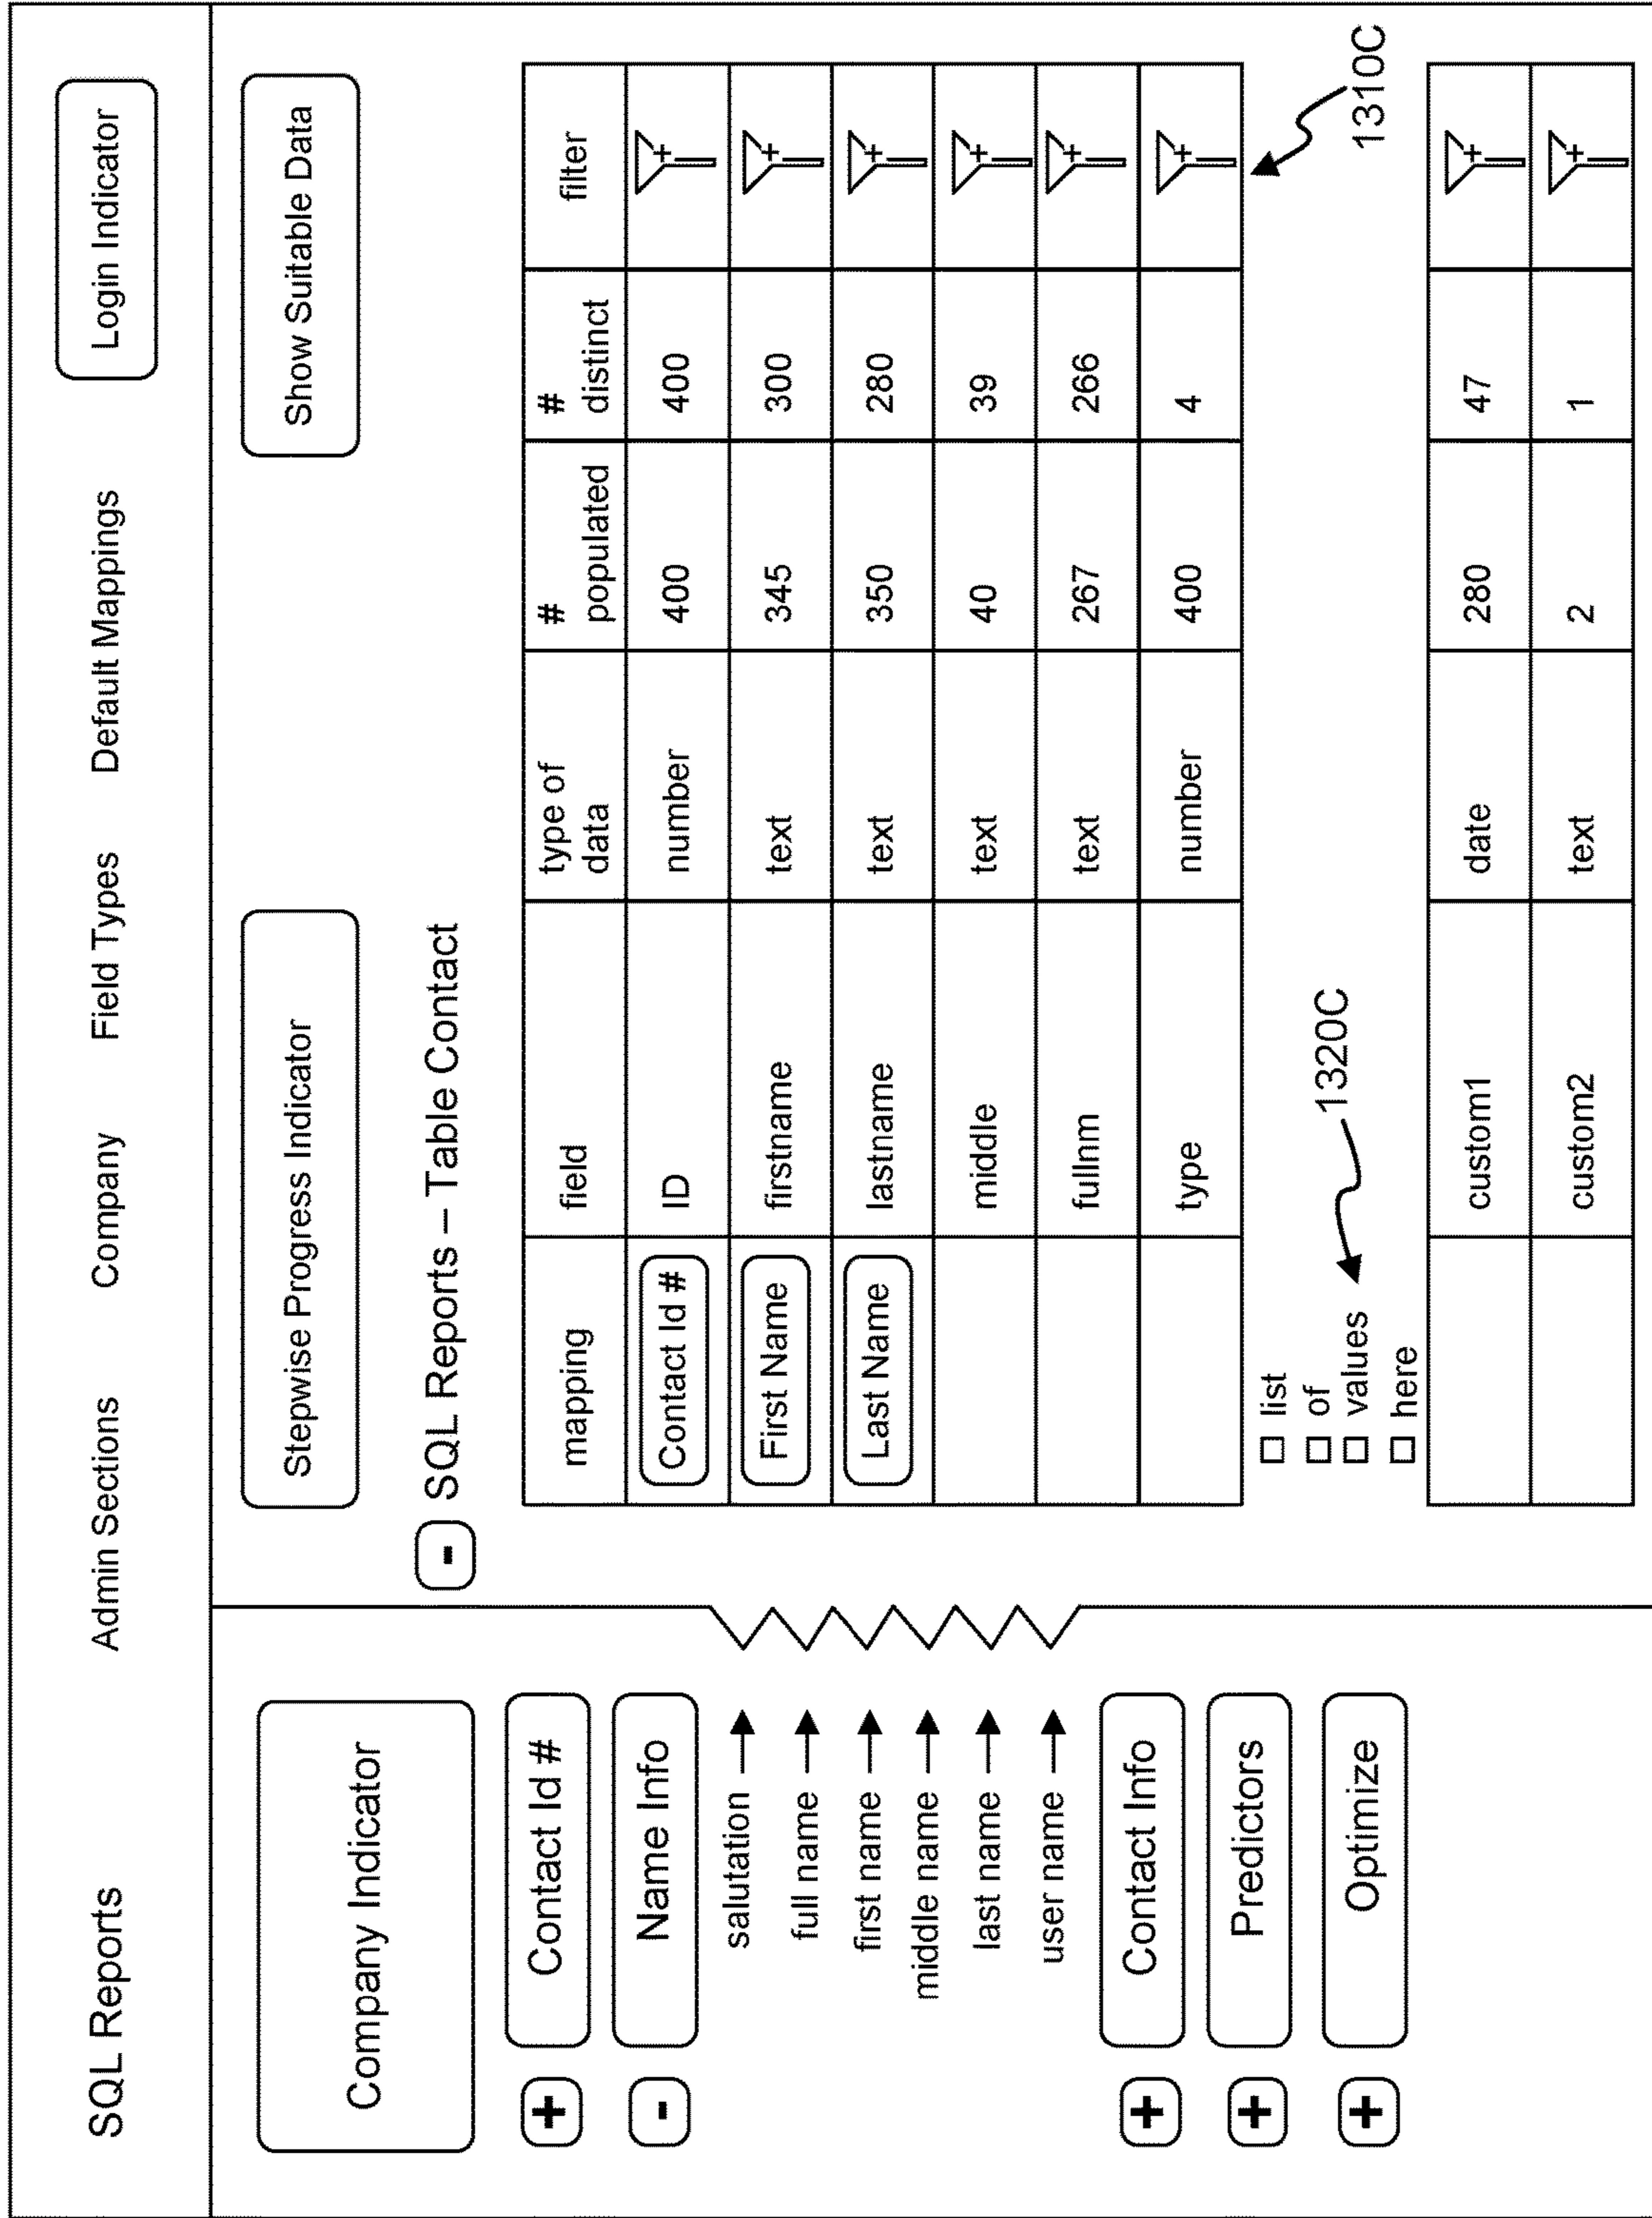 SQL Reports Admin Sections Company Field Types Default Mappings Login Indicator
Company Indicator
+ Contact Id #
- Name Info
salutation
full name
first name
middle name
last name
user name
+ Contact Info
+ Predictors
+ Optimize
Stepwise Progress Indicator Show Suitable Data
- SQL Reports – Table Contact
mapping field type of data # populated # distinct filter
Contact Id # ID number 400 400 +
First Name firstname text 345 300 +
Last Name lastname text 350 280 +
middle text 40 39 +
fullnm text 267 266 +
type number 400 4 +
1310C
☐ list
☐ of
☐ values
☐ here
1320C
custom1 date 280 47 +
custom2 text 2 1 +